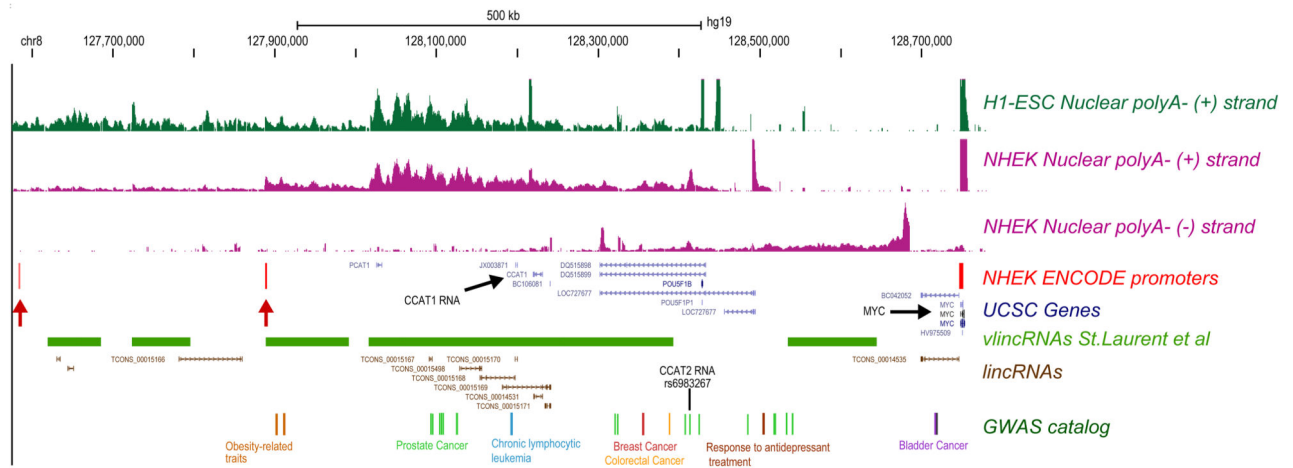 500 kb
hg19
chr8
127,700,000
127,900,000
128,100,000
128,300,000
128,500,000
128,700,000
H1-ESC Nuclear polyA- (+) strand
NHEK Nuclear polyA- (+) strand
NHEK Nuclear polyA- (-) strand
NHEK ENCODE promoters
PCAT1
JX003871
CCAT1
BC106081
CCAT1 RNA
DQ515898
DQ515899
POU5F1B
LOC727677
POU5F1P1
LOC727677
BC042052
MYC
MYC
MYC
MYC
HV975509
UCSC Genes
vlincRNAs St.Laurent et al
TCONS_00015166
TCONS_00015167
TCONS_00015170
TCONS_00015498
TCONS_00015168
TCONS_00015169
TCONS_00014531
TCONS_00015171
CCAT2 RNA
rs6983267
TCONS_00014535
lincRNAs
GWAS catalog
Obesity-related
traits
Prostate Cancer
Chronic lymphocytic
leukemia
Breast Cancer
Colorectal Cancer
Response to antidepressant
treatment
Bladder Cancer